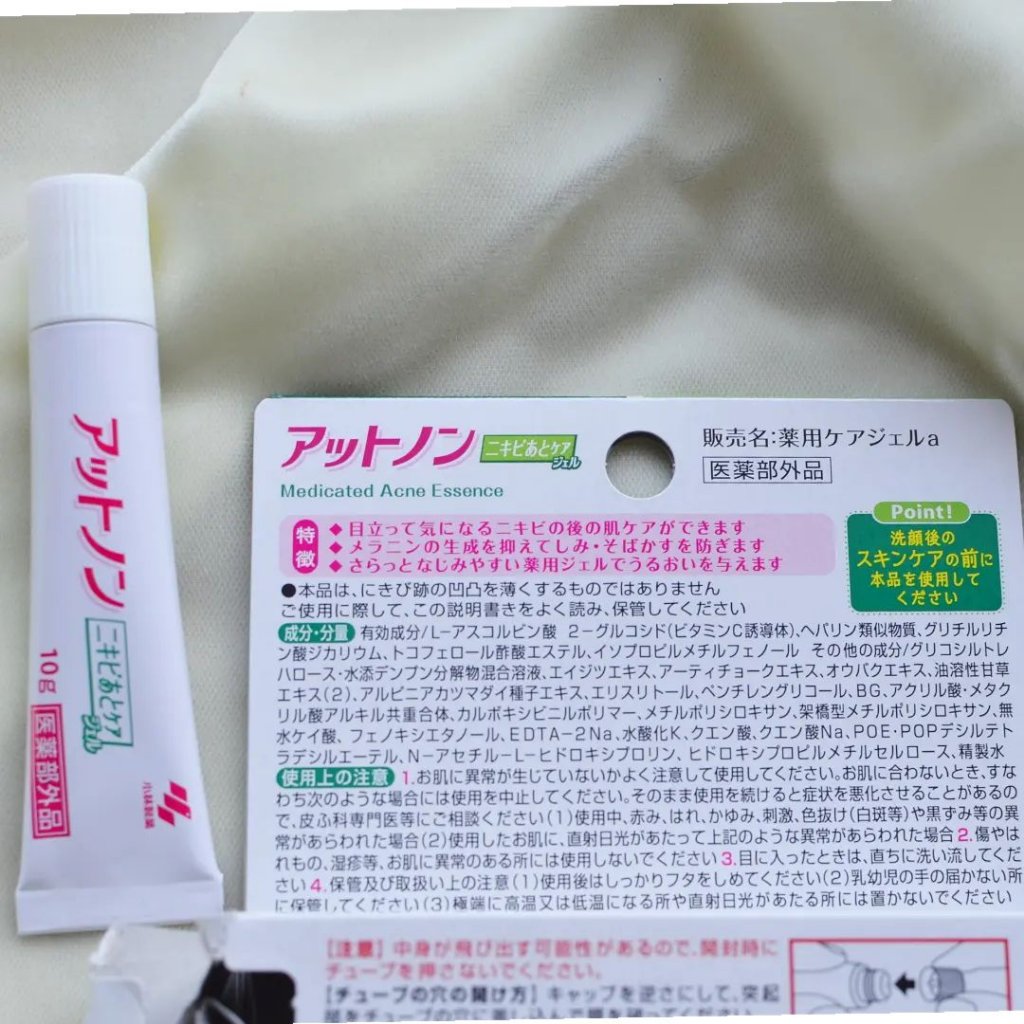 アットノン
ニキビあとケア
ジェル
10g
医薬部外品
小林製薬
アットノン ニキビあとケア
ジェル
Medicated Acne Essence
販売名:薬用ケアジェルa
医薬部外品
特徴
◆目立って気になるニキビの後の肌ケアができます
◆メラニンの生成を抑えてしみ・そばかすを防ぎます
◆さらっとなじみやすい薬用ジェルでうるおいを与えます
Point!
洗顔後の
スキンケアの前に
本品を使用して
ください
●本品は、にきび跡の凹凸を薄くするものではありません
ご使用に際して、この説明書きをよく読み、保管してください
成分・分量 有効成分/L-アスコルビン酸 2-グルコシド(ビタミンC誘導体)、ヘパリン類似物質、グリチルリチ
ン酸ジカリウム、トコフェロール酢酸エステル、イソプロピルメチルフェノール その他の成分/グリコシルトレ
ハロース・水添デンプン分解物混合溶液、エイジツエキス、アーティチョークエキス、オウバクエキス、油溶性甘草
エキス(2)、アルピニアカツマダイ種子エキス、エリスリトール、ペンチレングリコール、BG、アクリル酸・メタク
リル酸アルキル共重合体、カルボキシビニルポリマー、メチルポリシロキサン、架橋型メチルポリシロキサン、無
水ケイ酸、フェノキシエタノール、EDTA-2Na、水酸化K、クエン酸、クエン酸Na、POE・POPデシルテト
ラデシルエーテル、N-アセチル-L-ヒドロキシプロリン、ヒドロキシプロピルメチルセルロース、精製水
使用上の注意 1.お肌に異常が生じていないかよく注意して使用してください。お肌に合わないとき、すな
わち次のような場合には使用を中止してください。そのまま使用を続けると症状を悪化させることがあるの
で、皮ふ科専門医等にご相談ください(1)使用中、赤み、はれ、かゆみ、刺激、色抜け(白斑等)や黒ずみ等の異
常があらわれた場合(2)使用したお肌に、直射日光があたって上記のような異常があらわれた場合 2.傷やは
れもの、湿疹等、お肌に異常のある所には使用しないでください 3.目に入ったときは、直ちに洗い流してくだ
さい 4.保管及び取扱い上の注意(1)使用後はしっかりフタをしめてください(2)乳幼児の手の届かない所
に保管してください(3)極端に高温又は低温になる所や直射日光があたる所には置かないでください
【注意】中身が飛び出す可能性があるので、開封時に
チューブを押さないでください。
【チューブの穴の開け方】キャップを逆さにして、突起